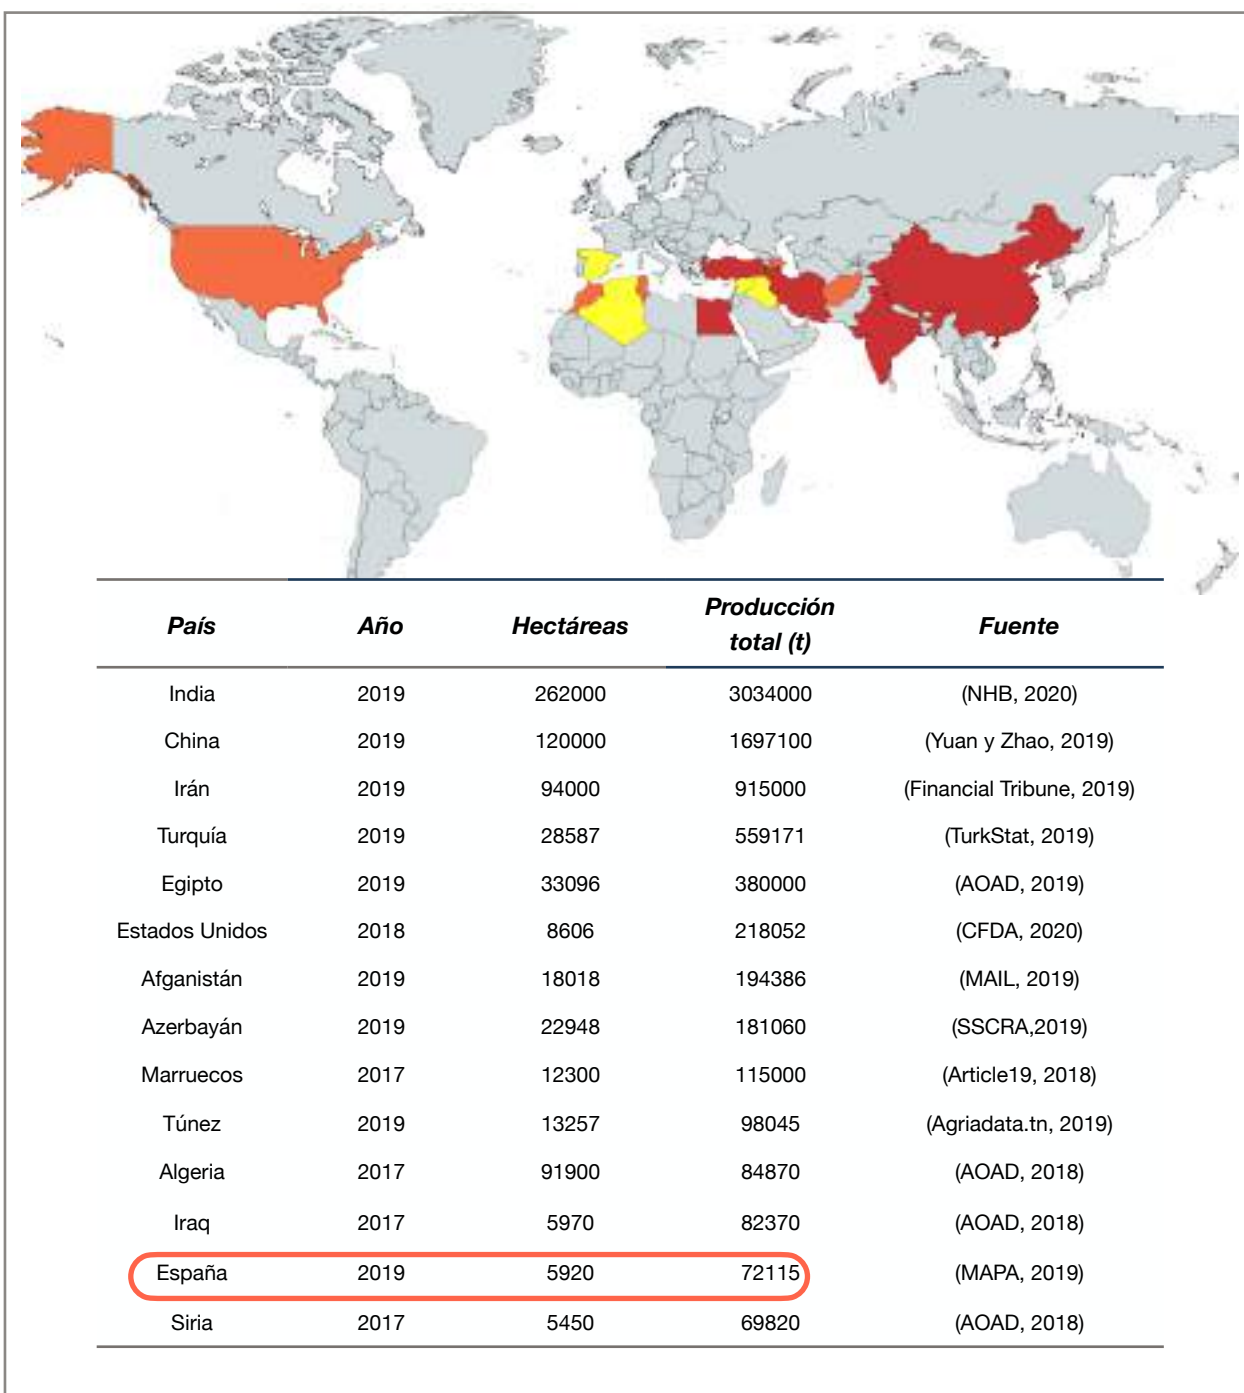 País Año Hectáreas Producción total (t) Fuente
India 2019 262000 3034000 (NHB, 2020)
China 2019 120000 1697100 (Yuan y Zhao, 2019)
Irán 2019 94000 915000 (Financial Tribune, 2019)
Turquía 2019 28587 559171 (TurkStat, 2019)
Egipto 2019 33096 380000 (AOAD, 2019)
Estados Unidos 2018 8606 218052 (CFDA, 2020)
Afganistán 2019 18018 194386 (MAIL, 2019)
Azerbayán 2019 22948 181060 (SSCRA,2019)
Marruecos 2017 12300 115000 (Article19, 2018)
Túnez 2019 13257 98045 (Agriadata.tn, 2019)
Algeria 2017 91900 84870 (AOAD, 2018)
Iraq 2017 5970 82370 (AOAD, 2018)
España 2019 5920 72115 (MAPA, 2019)
Siria 2017 5450 69820 (AOAD, 2018)